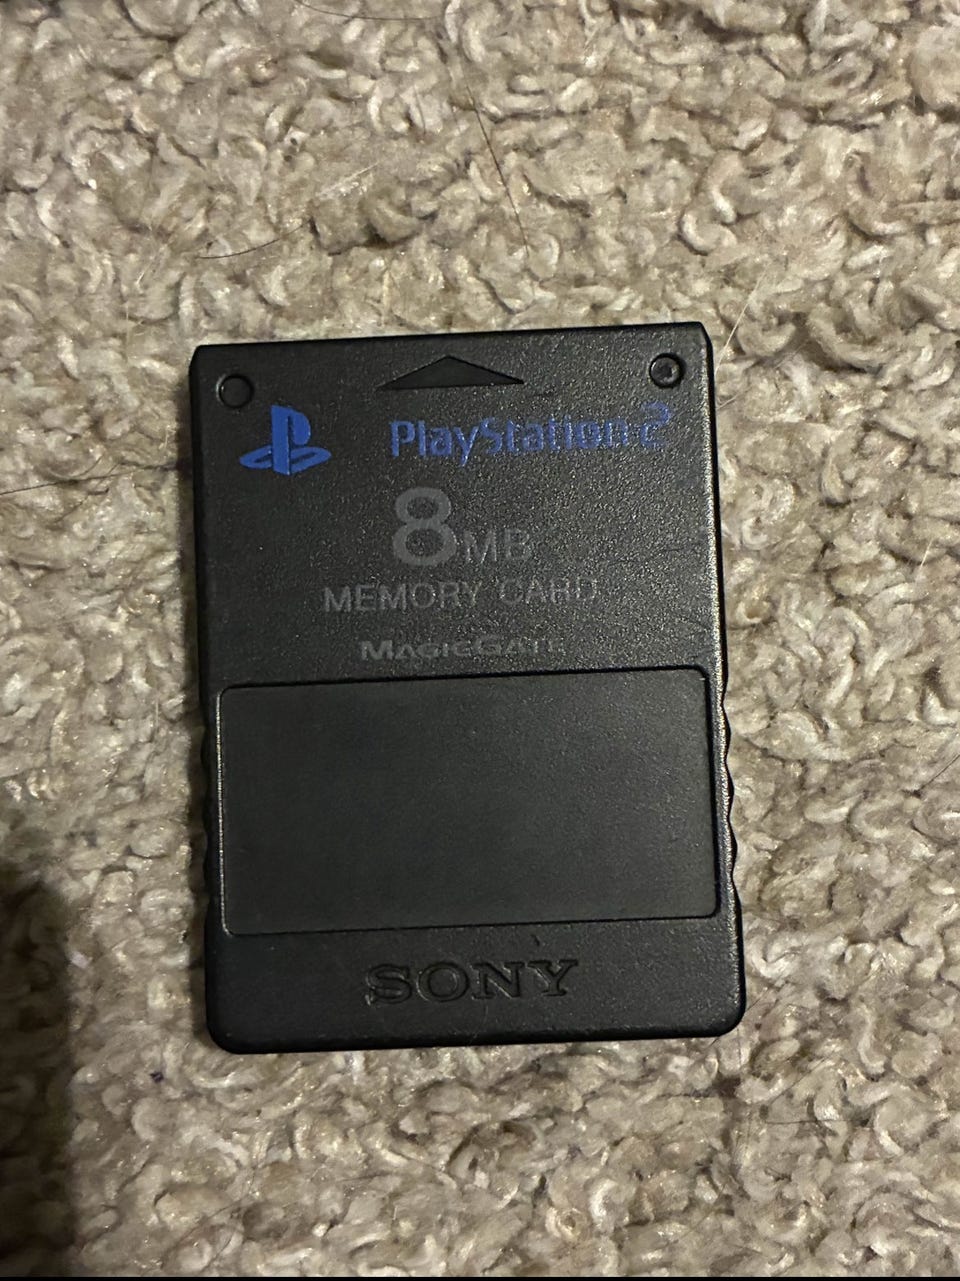 PlayStation 2
8MB
MEMORY CARD
MAGICGATE
SONY